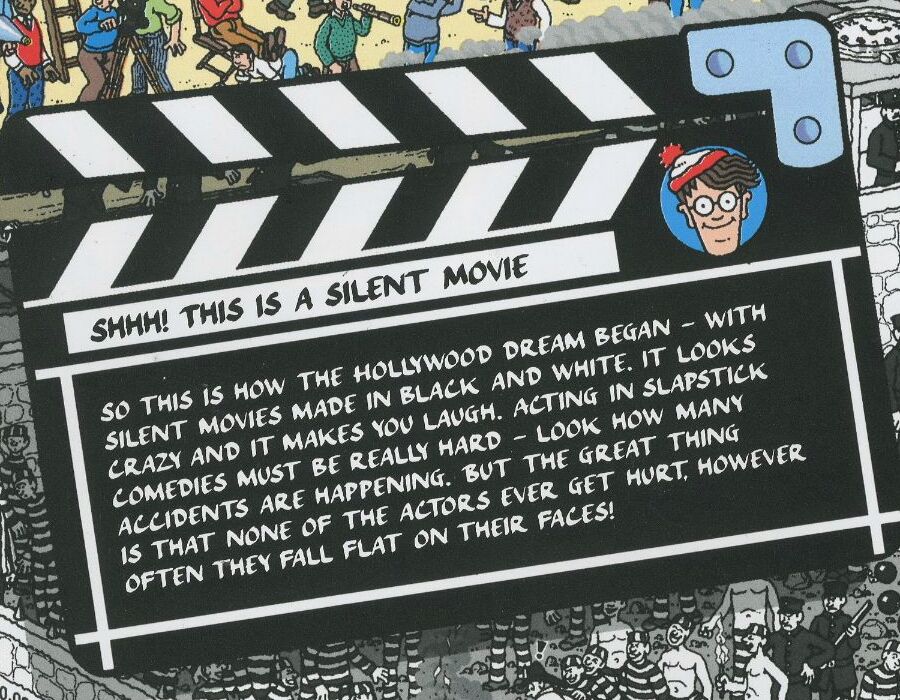 SHHH! THIS IS A SILENT MOVIE
SO THIS IS HOW THE HOLLYWOOD DREAM BEGAN – WITH
SILENT MOVIES MADE IN BLACK AND WHITE. IT LOOKS
CRAZY AND IT MAKES YOU LAUGH. ACTING IN SLAPSTICK
COMEDIES MUST BE REALLY HARD – LOOK HOW MANY
ACCIDENTS ARE HAPPENING. BUT THE GREAT THING
IS THAT NONE OF THE ACTORS EVER GET HURT, HOWEVER
OFTEN THEY FALL FLAT ON THEIR FACES!